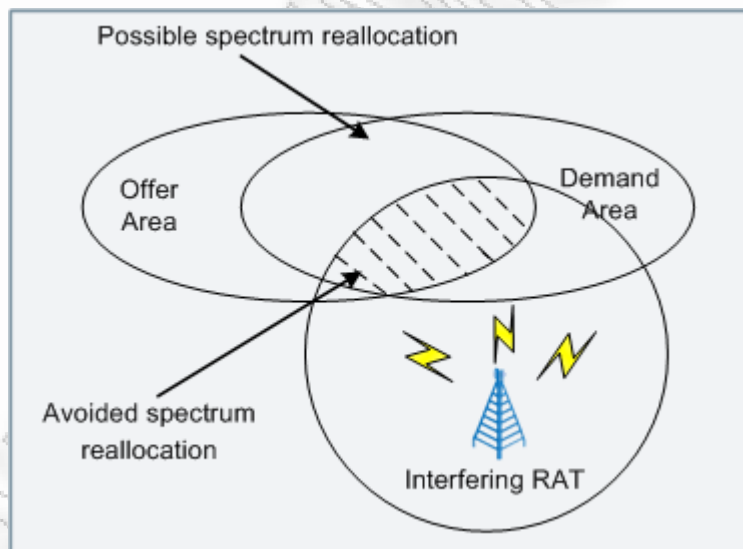 Possible spectrum reallocation
Offer
Area
Demand
Area
Avoided spectrum
reallocation
Interfering RAT